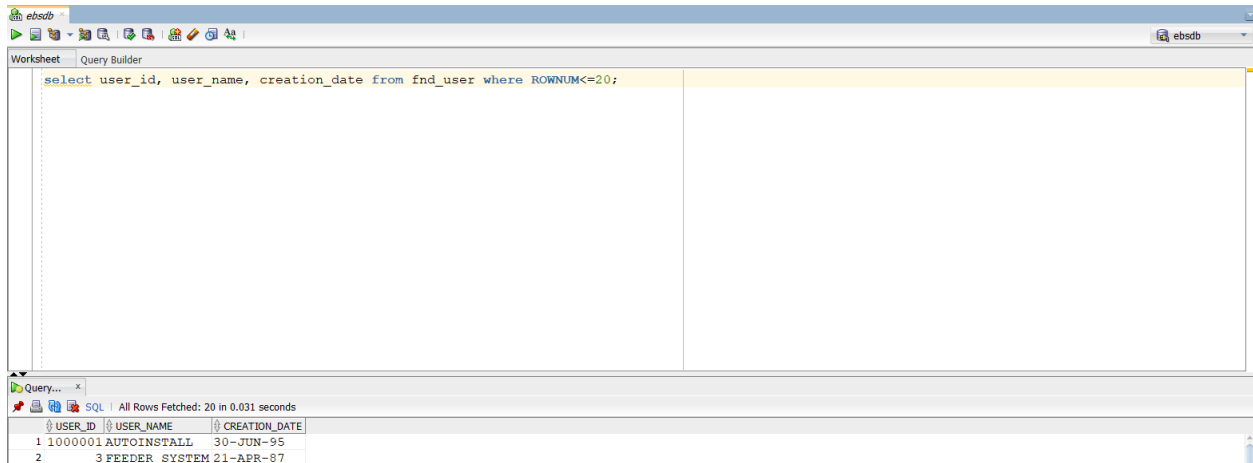 ebsdb
ebsdb
Worksheet Query Builder
select user_id, user_name, creation_date from fnd_user where ROWNUM<=20;
Query...
SQL | All Rows Fetched: 20 in 0.031 seconds
USER_ID USER_NAME CREATION_DATE
1 1000001 AUTOINSTALL 30-JUN-95
2 3 FEEDER SYSTEM 21-APR-87